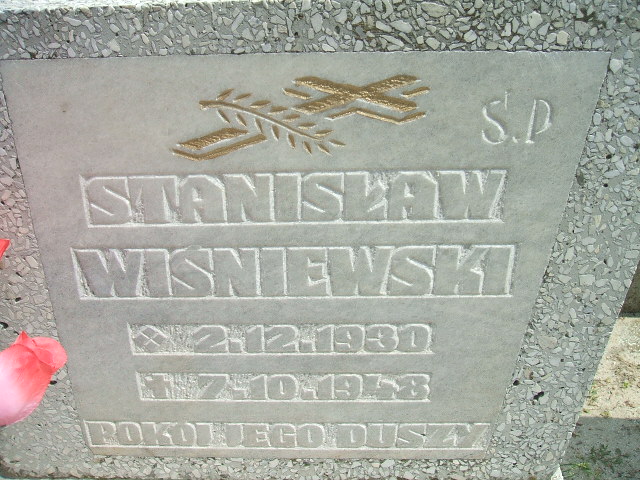 Ś.P
STANISŁAW
WIŚNIEWSKI
2.12.1930
7.10.1948
POKÓJ JEGO DUSZY